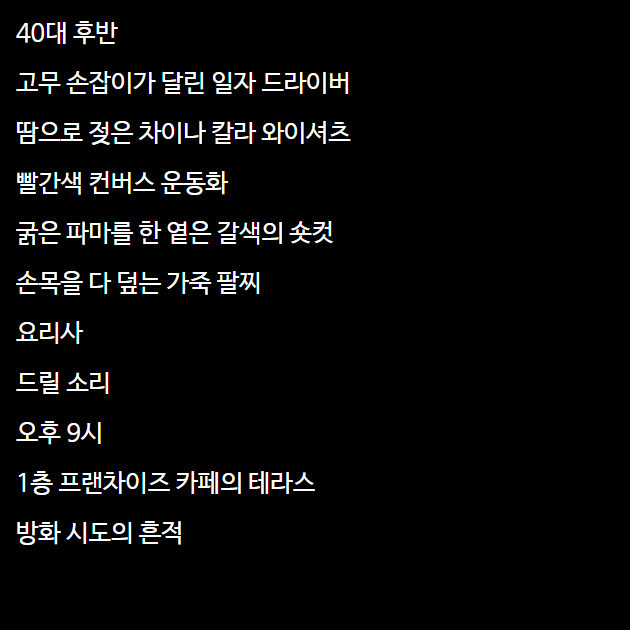 40대 후반
고무 손잡이가 달린 일자 드라이버
땀으로 젖은 차이나 칼라 와이셔츠
빨간색 컨버스 운동화
굵은 파마를 한 옅은 갈색의 숏컷
손목을 다 덮는 가죽 팔찌
요리사
드릴 소리
오후 9시
1층 프랜차이즈 카페의 테라스
방화 시도의 흔적